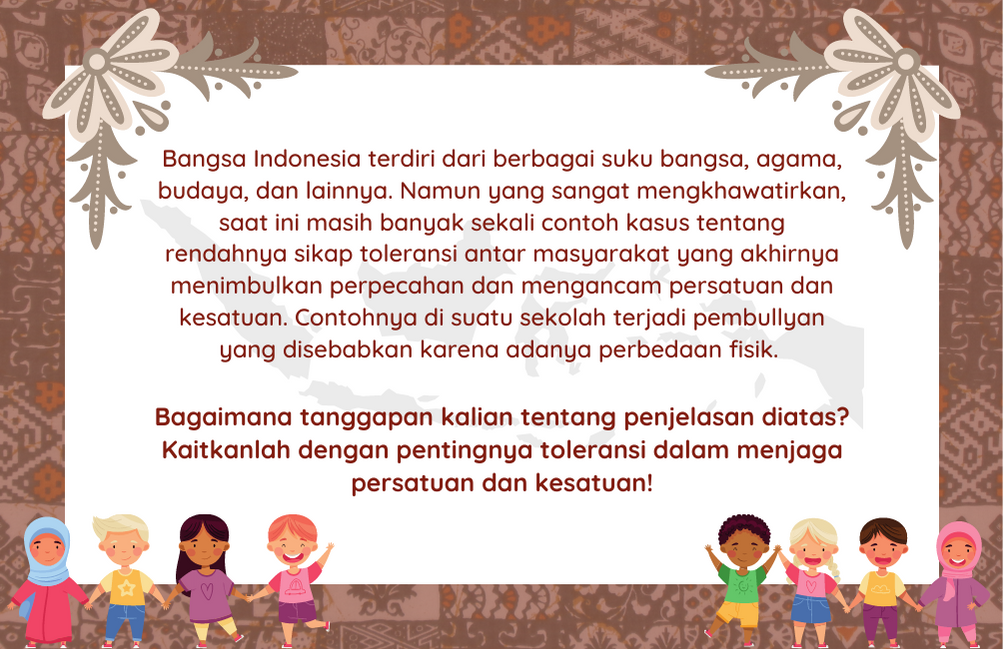 Bangsa Indonesia terdiri dari berbagai suku bangsa, agama,
budaya, dan lainnya. Namun yang sangat mengkhawatirkan,
saat ini masih banyak sekali contoh kasus tentang
rendahnya sikap toleransi antar masyarakat yang akhirnya
menimbulkan perpecahan dan mengancam persatuan dan
kesatuan. Contohnya di suatu sekolah terjadi pembullyan
yang disebabkan karena adanya perbedaan fisik.
Bagaimana tanggapan kalian tentang penjelasan diatas?
Kaitkanlah dengan pentingnya toleransi dalam menjaga
persatuan dan kesatuan!